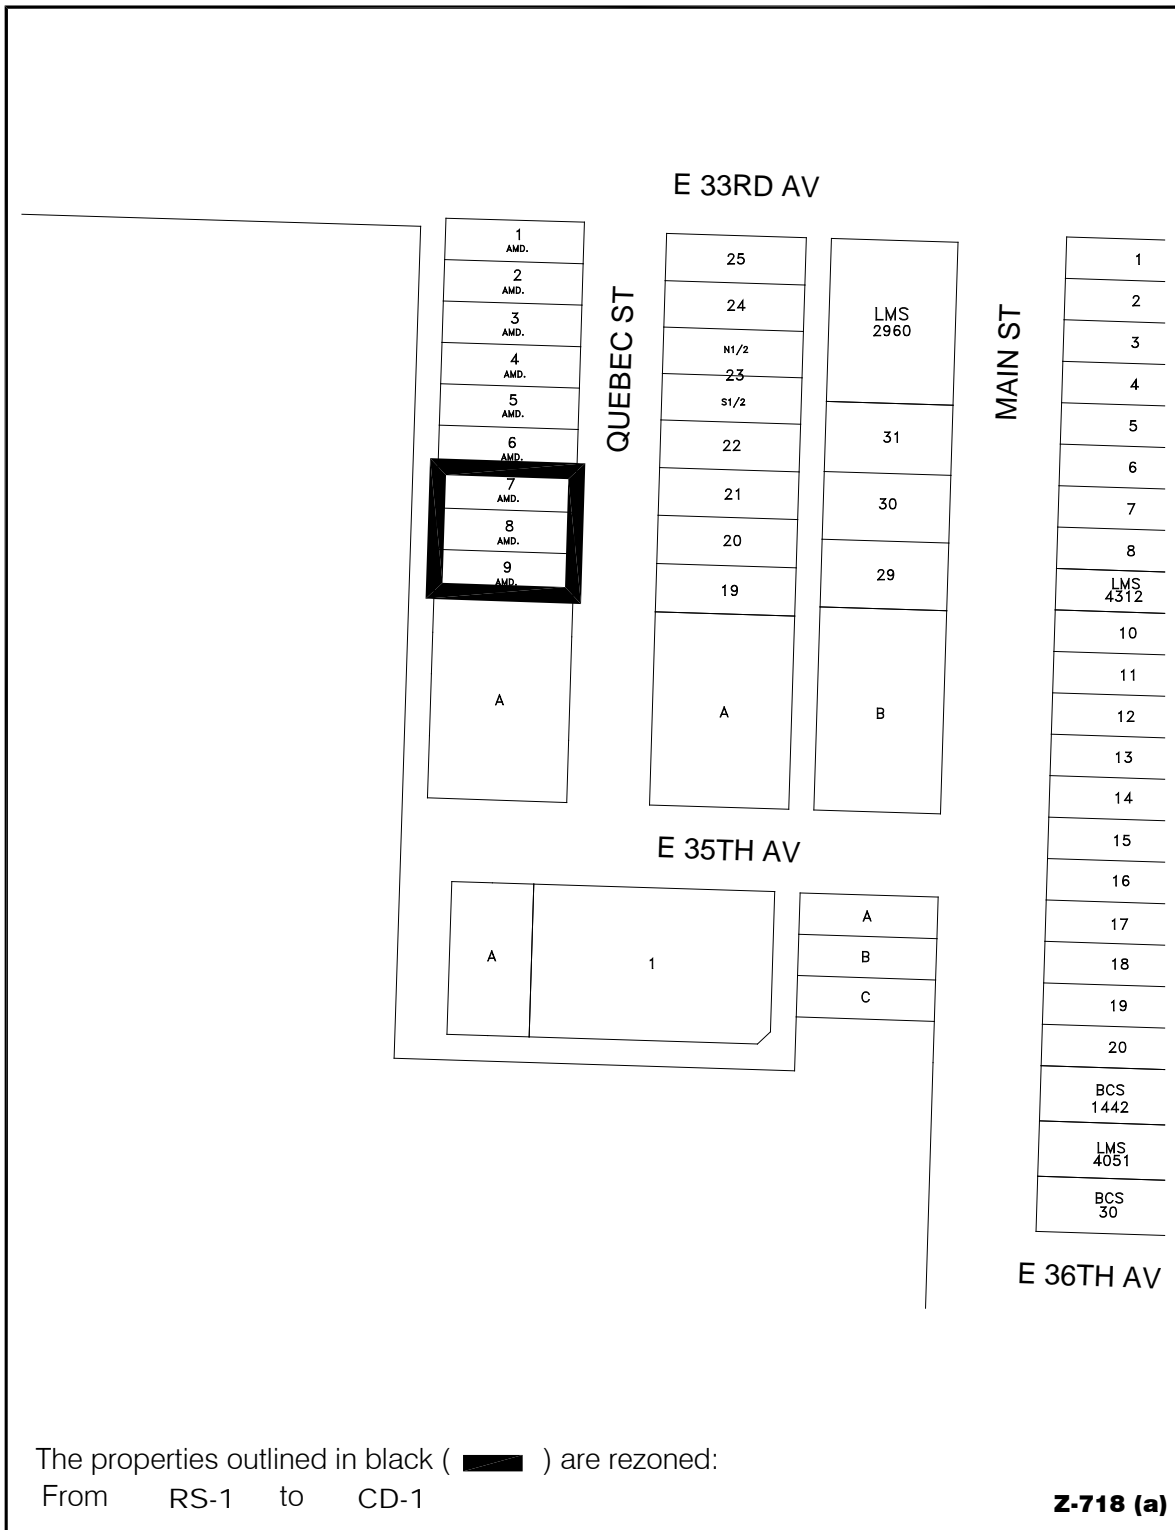 E 33RD AV
1
AMD.
2
AMD.
3
AMD.
4
AMD.
5
AMD.
6
AMD.
7
AMD.
8
AMD.
9
AMD.
A
QUEBEC ST
25
24
N1/2
23
S1/2
22
21
20
19
A
LMS
2960
31
30
29
B
MAIN ST
1
2
3
4
5
6
7
8
LMS
4312
10
11
12
13
14
15
16
17
18
19
20
BCS
1442
LMS
4051
BCS
30
E 35TH AV
A
1
A
B
C
E 36TH AV
The properties outlined in black ( ) are rezoned:
From RS-1 to CD-1
Z-718 (a)